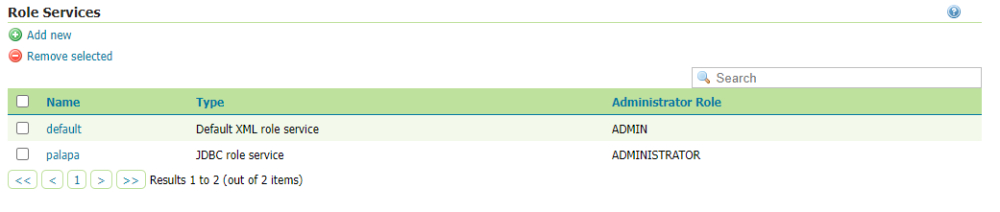 Role Services
Add new
Remove selected
Search
Name Type Administrator Role
default Default XML role service ADMIN
palapa JDBC role service ADMINISTRATOR
<< < 1 > >> Results 1 to 2 (out of 2 items)